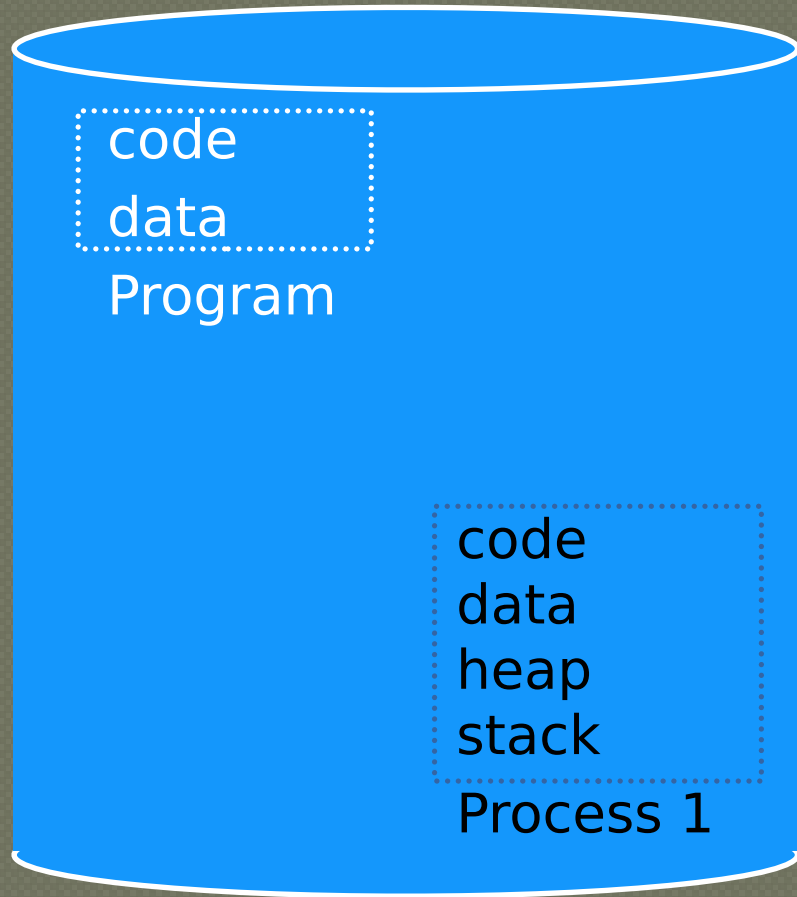 code
data
Program
code
data
heap
stack
Process 1